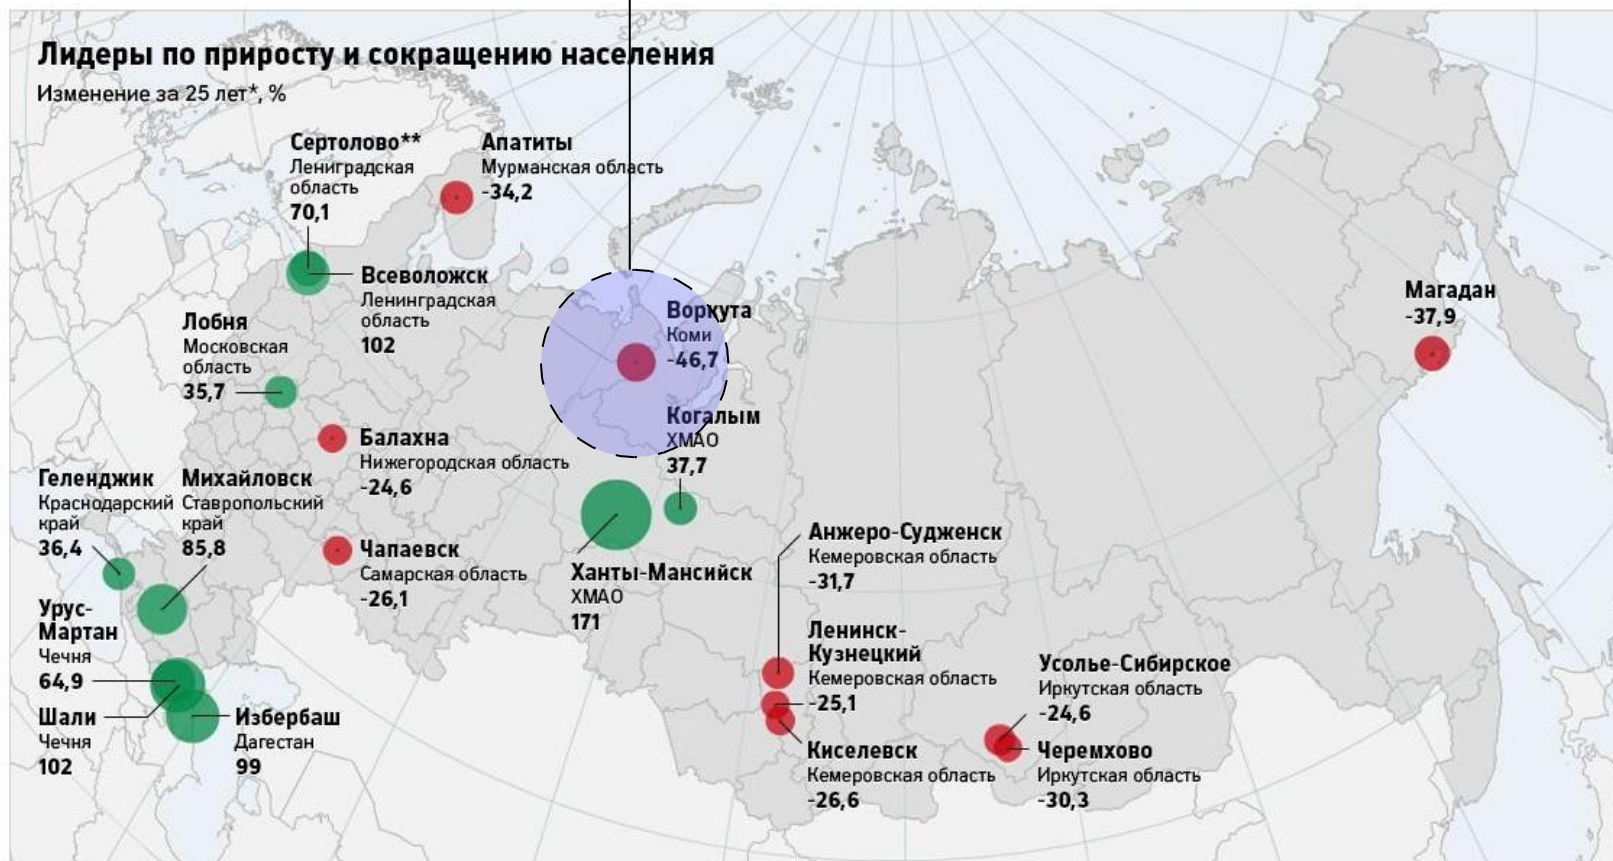 Лидеры по приросту и сокращению населения
Изменение за 25 лет*, %
Сертолово**
Лениградская
область
70,1
Апатиты
Мурманская область
-34,2
Всеволожск
Ленинградская
область
102
Лобня
Московская
область
35,7
Воркута
Коми
-46,7
Магадан
-37,9
Когалым
ХМАО
37,7
Балахна
Нижегородская область
-24,6
Геленджик
Краснодарский
край
36,4
Михайловск
Ставропольский
край
85,8
Чапаевск
Самарская область
-26,1
Ханты-Мансийск
ХМАО
171
Анжеро-Судженск
Кемеровская область
-31,7
Урус-
Мартан
Чечня
64,9
Ленинск-
Кузнецкий
Кемеровская область
-25,1
Усолье-Сибирское
Иркутская область
-24,6
Шали
Чечня
102
Избербаш
Дагестан
99
Киселевск
Кемеровская область
-26,6
Черемхово
Иркутская область
-30,3